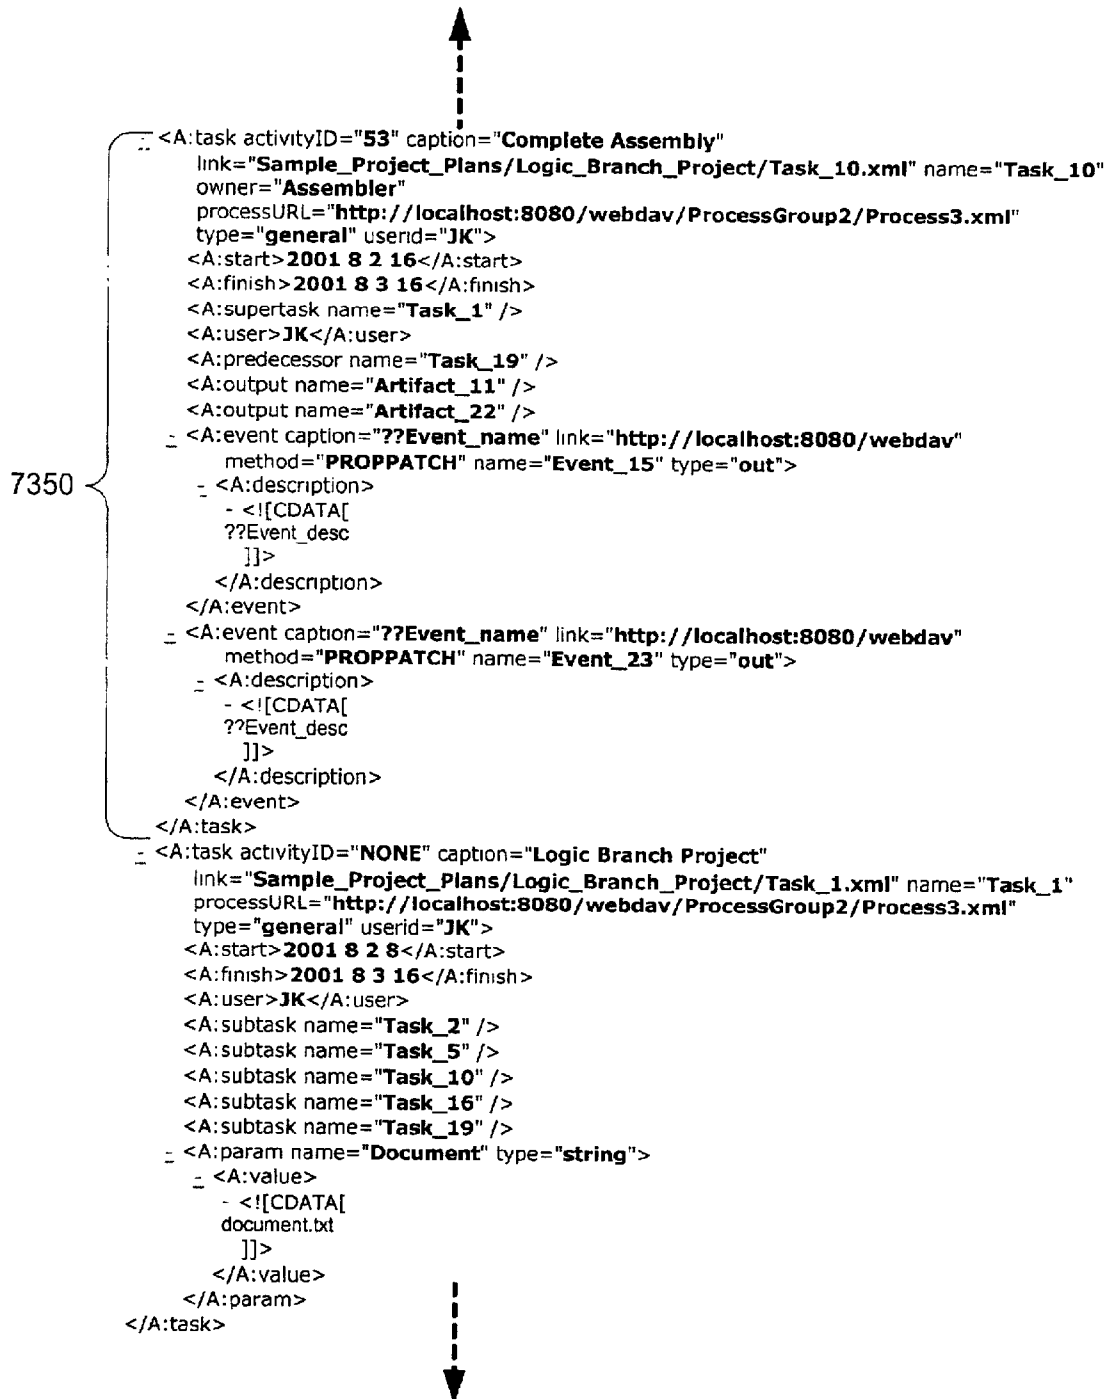 - <A:task activityID="53" caption="Complete Assembly"
link="Sample_Project_Plans/Logic_Branch_Project/Task_10.xml" name="Task_10"
owner="Assembler"
processURL="http://localhost:8080/webdav/ProcessGroup2/Process3.xml"
type="general" userid="JK">
<A:start>2001 8 2 16</A:start>
<A:finish>2001 8 3 16</A:finish>
<A:supertask name="Task_1" />
<A:user>JK</A:user>
<A:predecessor name="Task_19" />
<A:output name="Artifact_11" />
<A:output name="Artifact_22" />
- <A:event caption="??Event_name" link="http://localhost:8080/webdav"
method="PROPPATCH" name="Event_15" type="out">
7350
- <A:description>
- <![CDATA[
??Event_desc
]]>
</A:description>
</A:event>
- <A:event caption="??Event_name" link="http://localhost:8080/webdav"
method="PROPPATCH" name="Event_23" type="out">
- <A:description>
- <![CDATA[
??Event_desc
]]>
</A:description>
</A:event>
</A:task>
- <A:task activityID="NONE" caption="Logic Branch Project"
link="Sample_Project_Plans/Logic_Branch_Project/Task_1.xml" name="Task_1"
processURL="http://localhost:8080/webdav/ProcessGroup2/Process3.xml"
type="general" userid="JK">
<A:start>2001 8 2 8</A:start>
<A:finish>2001 8 3 16</A:finish>
<A:user>JK</A:user>
<A:subtask name="Task_2" />
<A:subtask name="Task_5" />
<A:subtask name="Task_10" />
<A:subtask name="Task_16" />
<A:subtask name="Task_19" />
- <A:param name="Document" type="string">
- <A:value>
- <![CDATA[
document.txt
]]>
</A:value>
</A:param>
</A:task>